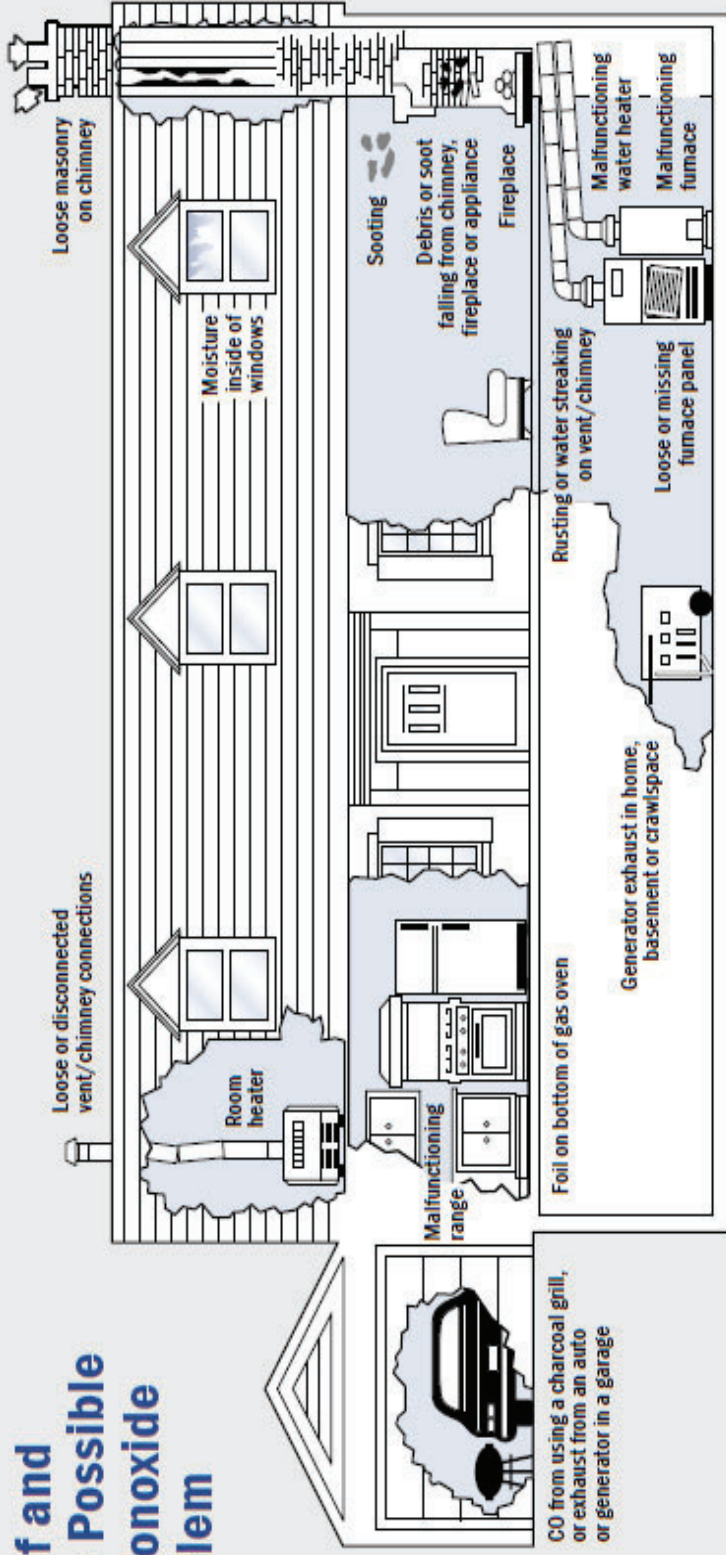 f and
Possible
onoxide
lem
Loose or disconnected
vent/chimney connections
Loose masonry
on chimney
Room
heater
Moisture
inside of
windows
Sooting
Debris or soot
falling from chimney,
fireplace or appliance
Fireplace
Malfunctioning
range
CO from using a charcoal grill,
or exhaust from an auto
or generator in a garage
Foil on bottom of gas oven
Generator exhaust in home,
basement or crawlspace
Rusting or water streaking
on vent/chimney
Loose or missing
furnace panel
Malfunctioning
water heater
Malfunctioning
furnace